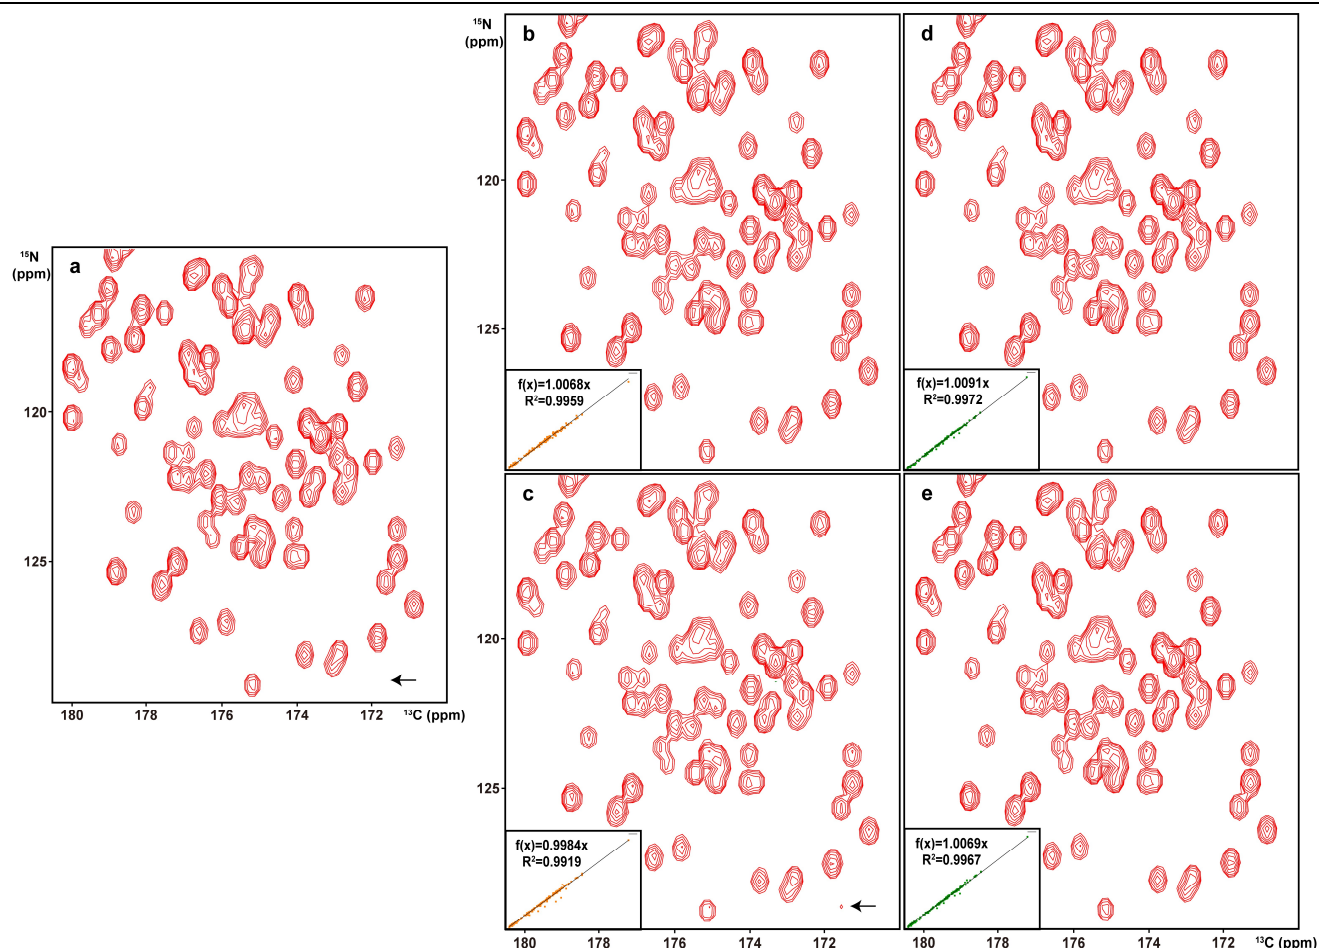 ¹⁵N
(ppm)
a
120
125
180
178
176
174
172
¹³C (ppm)
¹⁵N
(ppm)
b
120
125
f(x)=1.0068x
R²=0.9959
d
f(x)=1.0091x
R²=0.9972
c
120
125
f(x)=0.9984x
R²=0.9919
180
178
176
174
172
e
f(x)=1.0069x
R²=0.9967
180
178
176
174
172
¹³C (ppm)